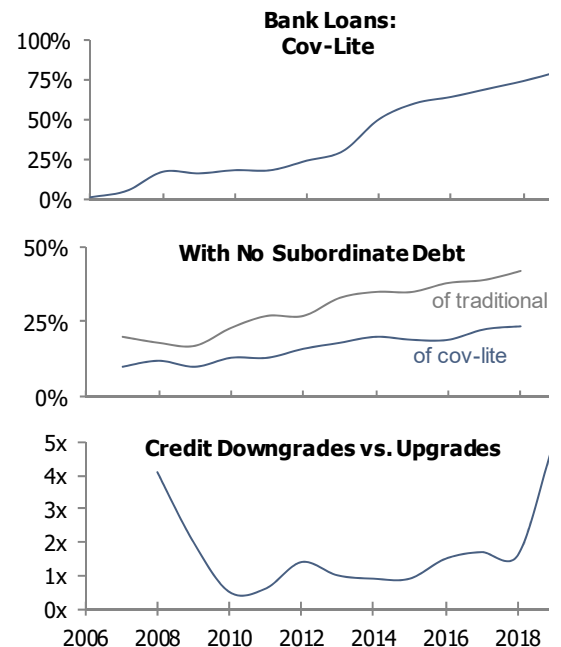 Bank Loans:
Cov-Lite
100%
75%
50%
25%
0%
With No Subordinate Debt
50%
25%
0%
of traditional
of cov-lite
Credit Downgrades vs. Upgrades
5x
4x
3x
2x
1x
0x
2006 2008 2010 2012 2014 2016 2018